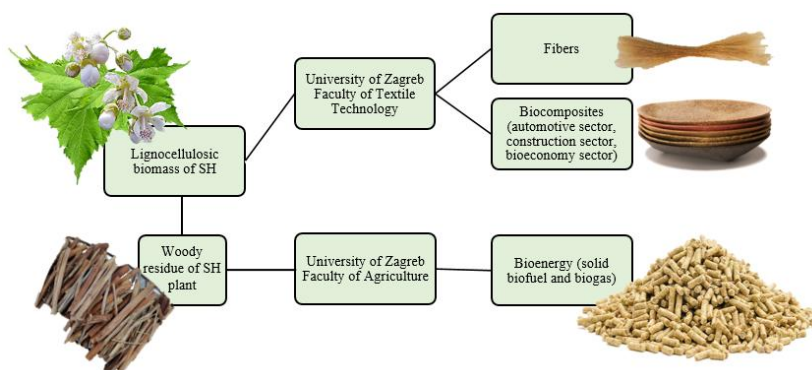 Lignocellulosic
biomass of SH
University of Zagreb
Faculty of Textile
Technology
Fibers
Biocomposites
(automotive sector,
construction sector,
bioeconomy sector)
Woody
residue of SH
plant
University of Zagreb
Faculty of Agriculture
Bioenergy (solid
biofuel and biogas)